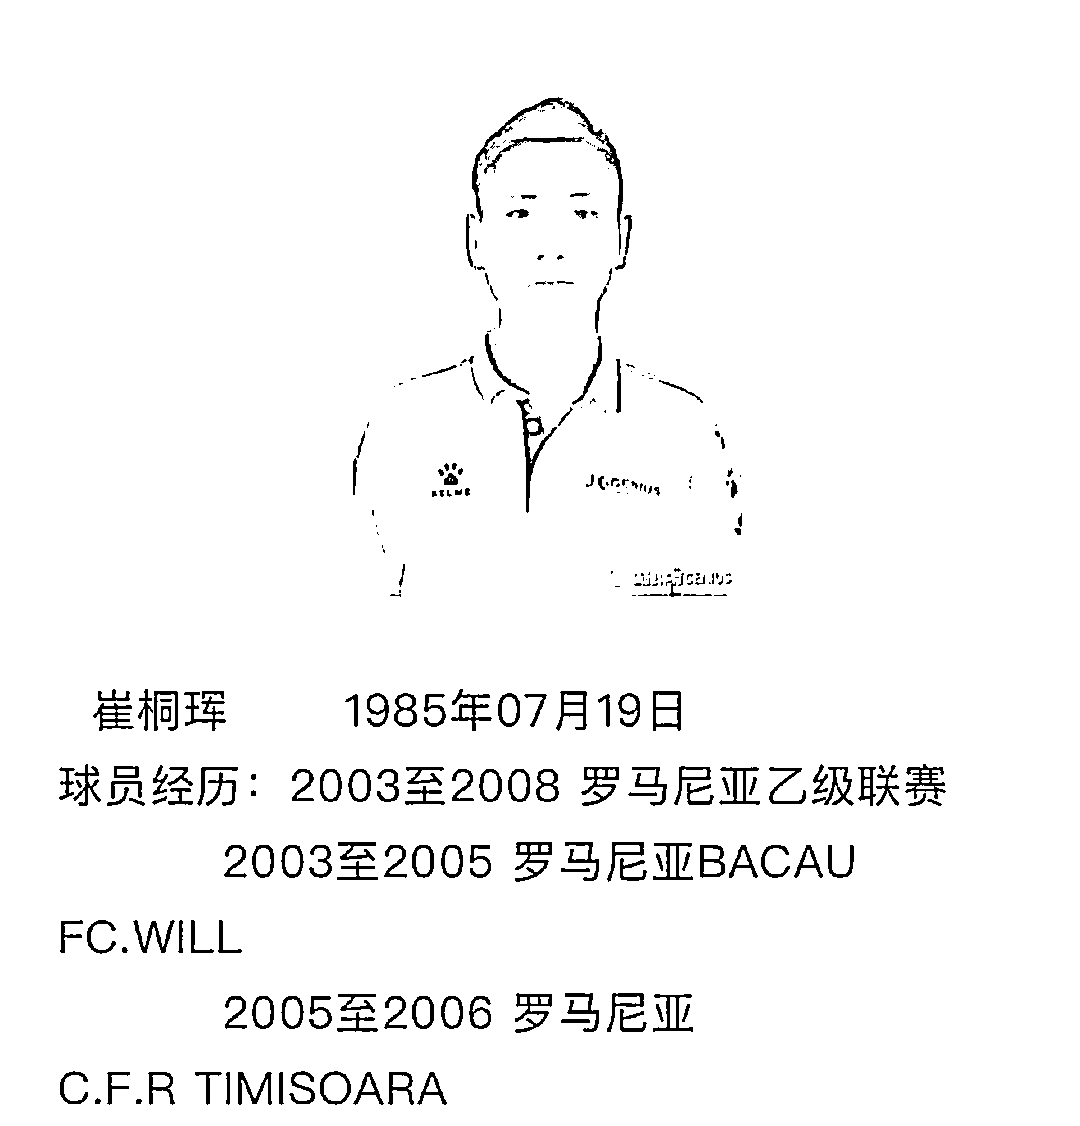 KELME
崔桐珲 1985年07月19日
球员经历：2003至2008 罗马尼亚乙级联赛
2003至2005 罗马尼亚BACAU
FC.WILL
2005至2006 罗马尼亚
C.F.R TIMISOARA